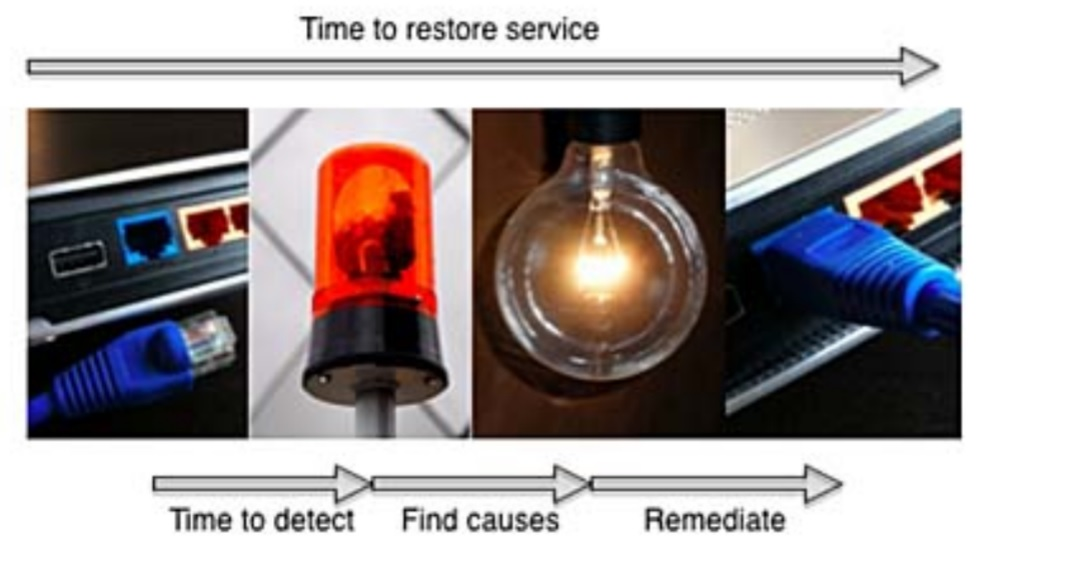 Time to restore service
Time to detect
Find causes
Remediate